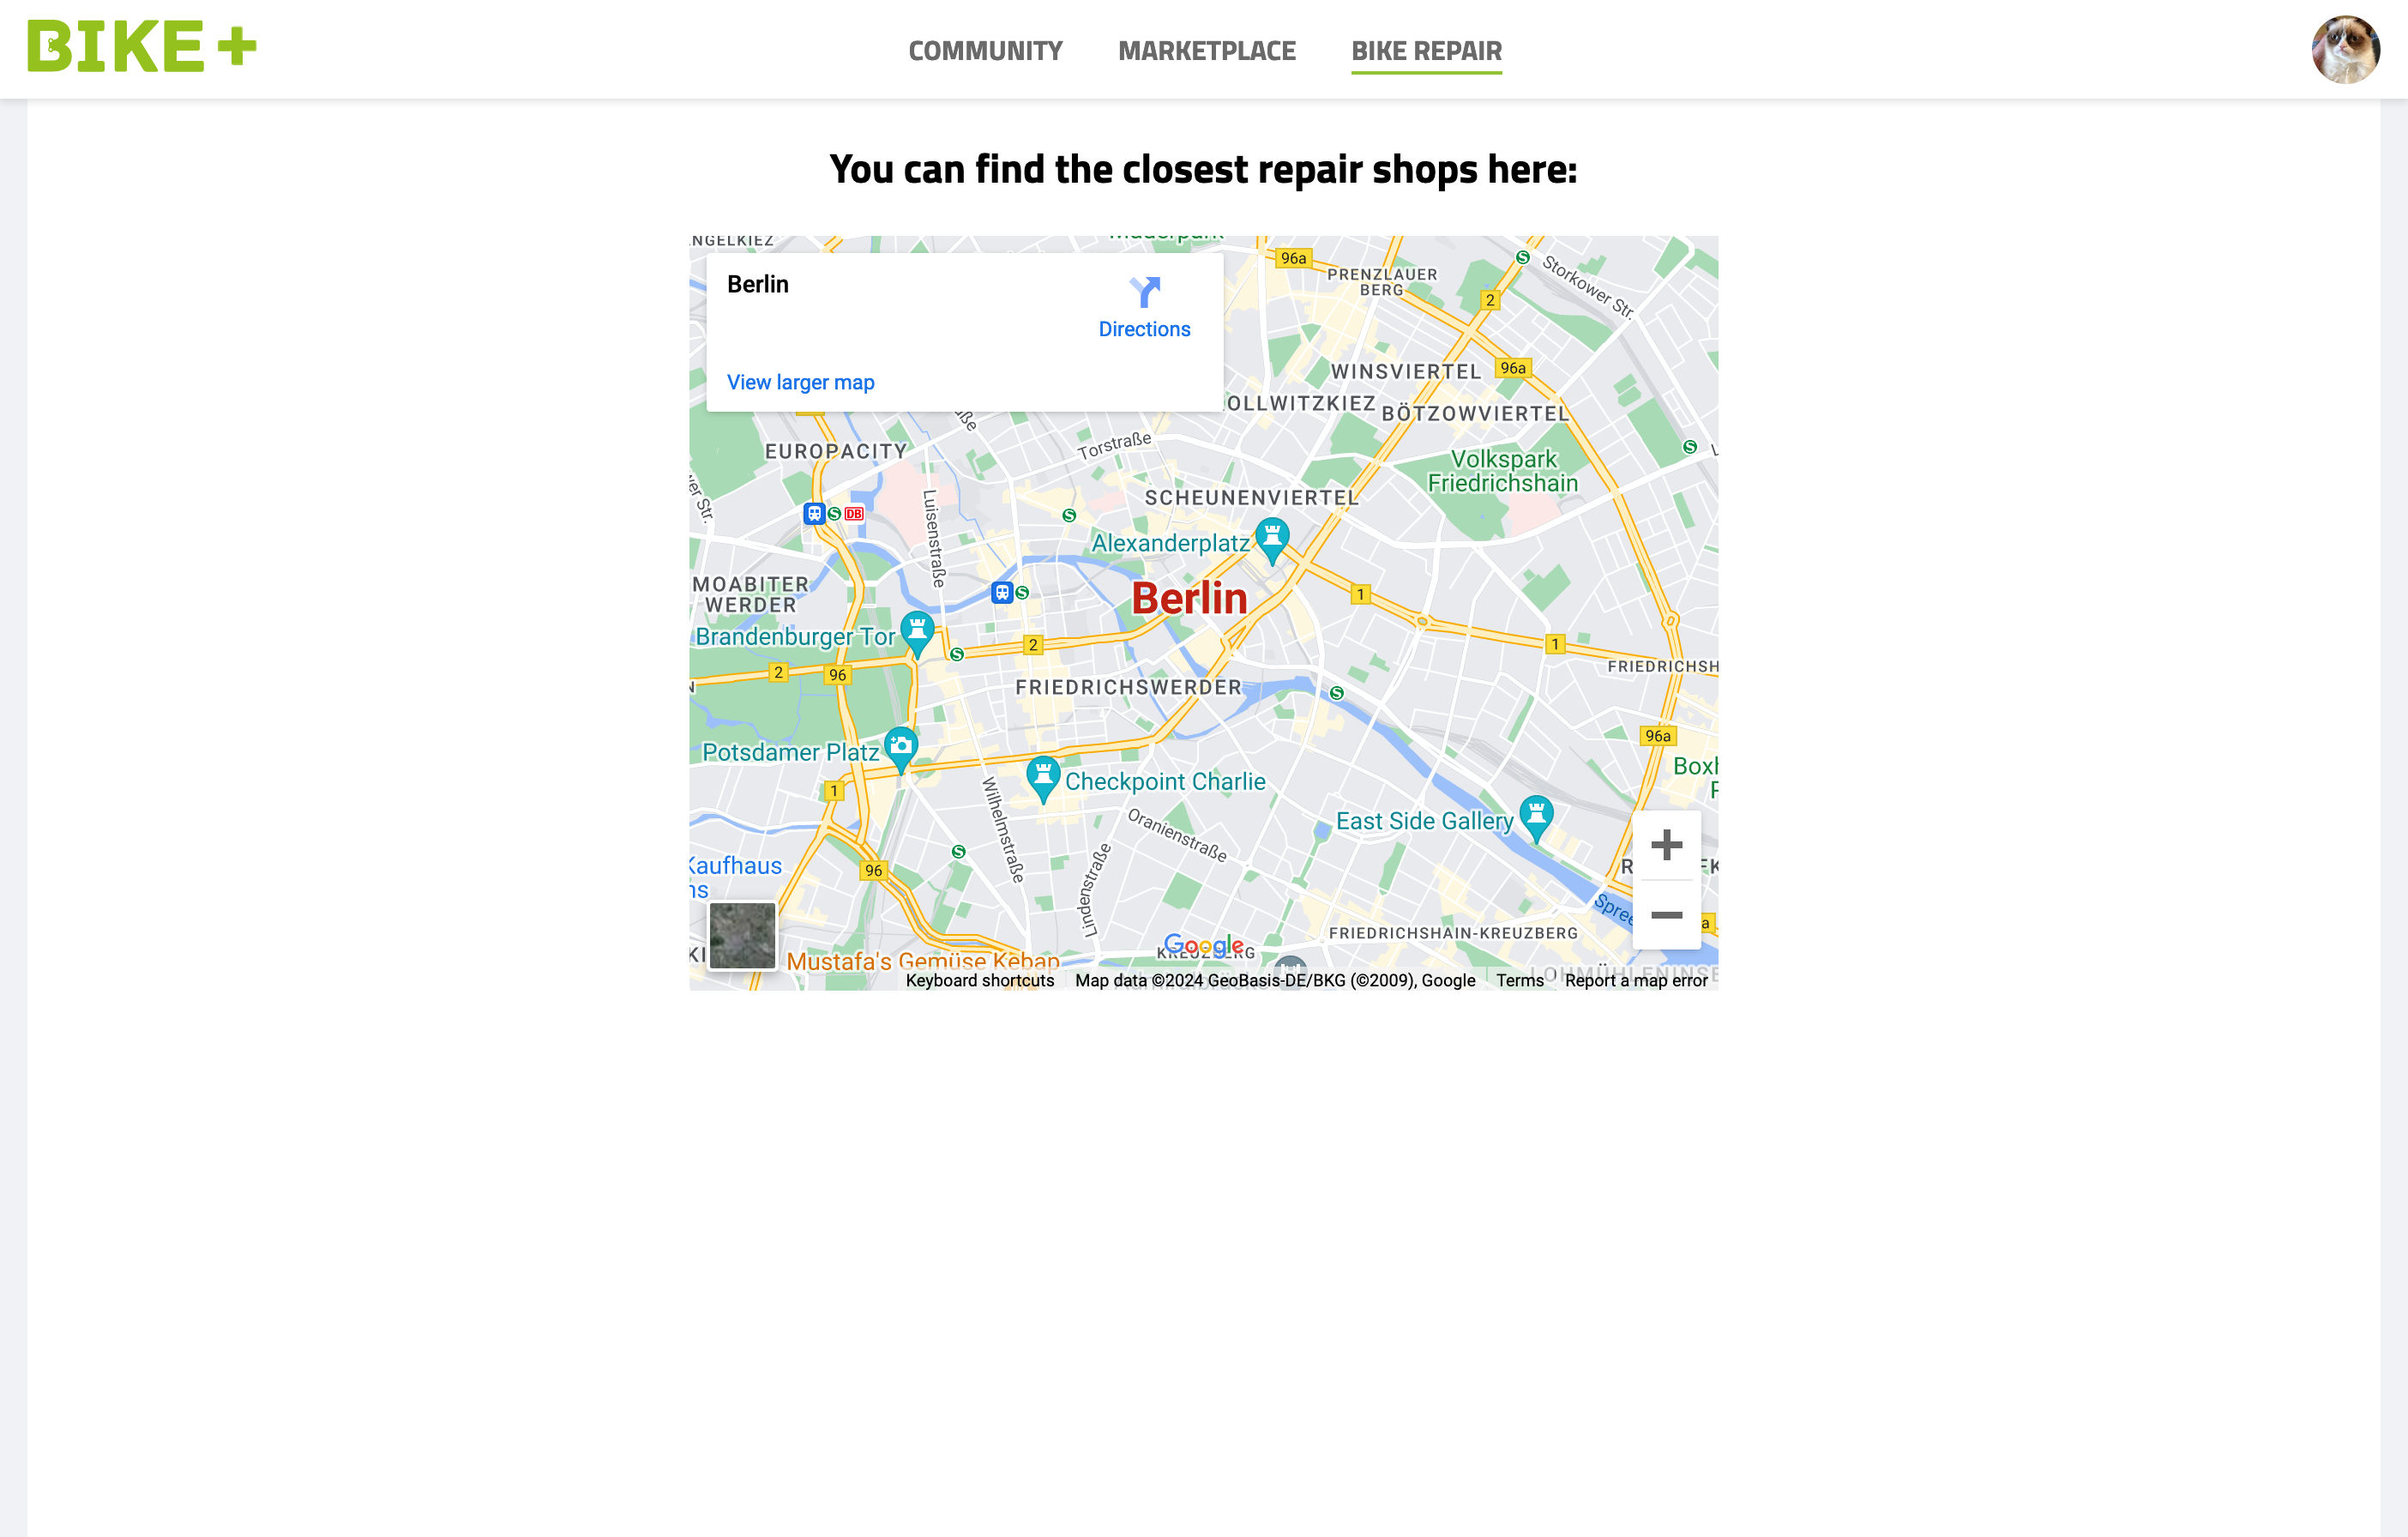 BIKE +
COMMUNITY
MARKETPLACE
BIKE REPAIR
You can find the closest repair shops here:
Berlin
Directions
View larger map
96a
PRENZLAUER
BERG
Storkower Str.
2
WINSVIERTEL
96a
BÖTZOWVIERTEL
EUROPACITY
Torstraße
Volkspark
Friedrichshain
SCHEUNENVIERTEL
Luisenstraße
DB
S
Alexanderplatz
MOABITER
WERDER
Berlin
1
Brandenburger Tor
2
1
2
96
FRIEDRICHSWERDER
96a
Potsdamer Platz
Checkpoint Charlie
1
Wilhelmstraße
Oranienstraße
East Side Gallery
Lindenstraße
Kaufhaus
96
Spree
FRIEDRICHSHAIN-KREUZBERG
Google
KREUZBERG
Mustafa's Gemüse Kebap
Keyboard shortcuts
Map data ©2024 GeoBasis-DE/BKG (©2009), Google
Terms
Report a map error